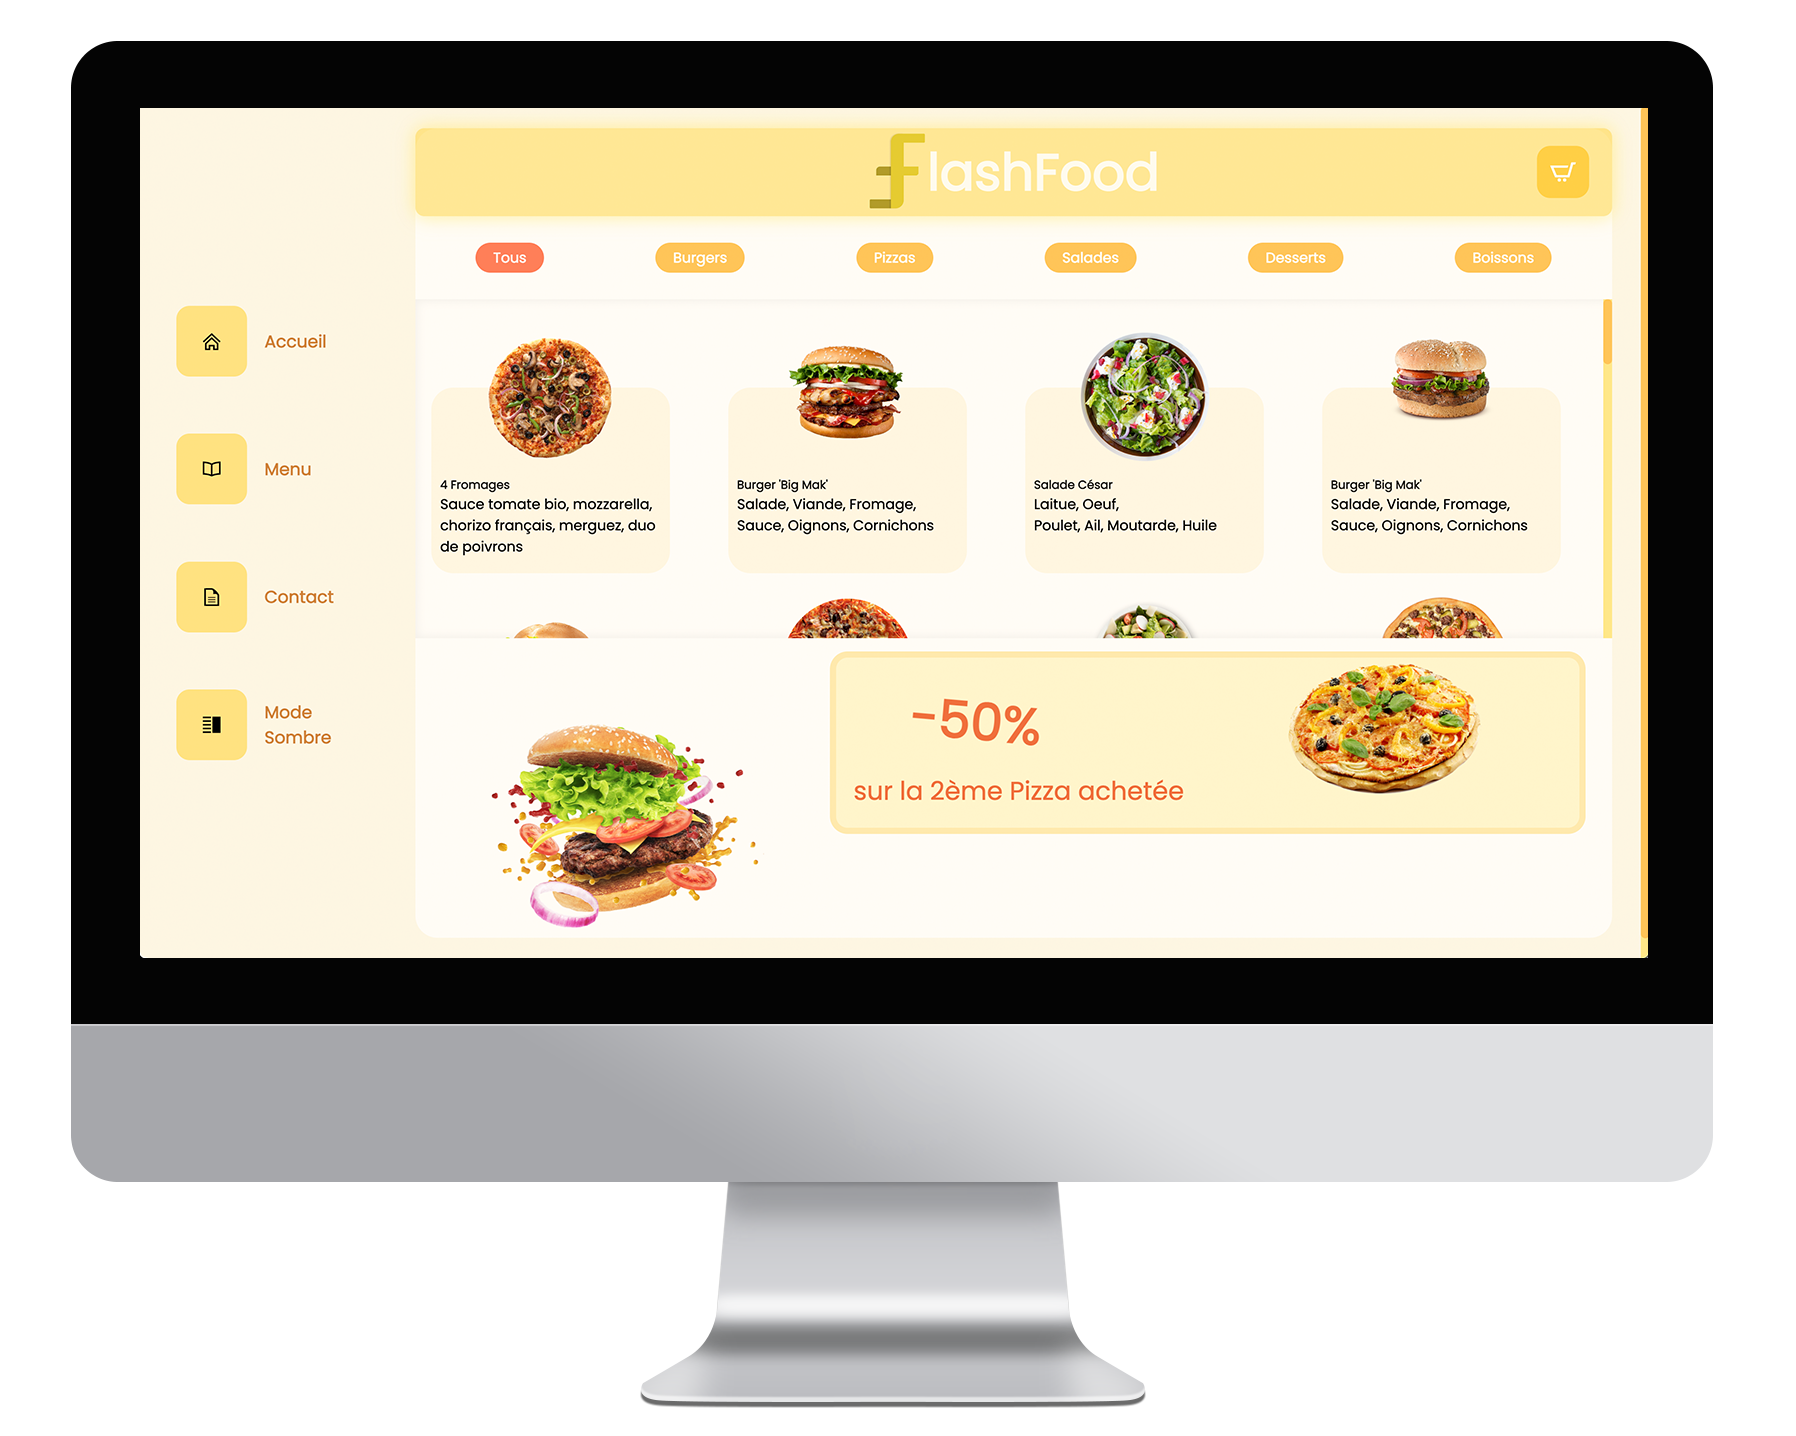 FlashFood
Tous
Burgers
Pizzas
Salades
Desserts
Boissons
Accueil
Menu
Contact
Mode
Sombre
4 Fromages
Sauce tomate bio, mozzarella,
chorizo français, merguez, duo
de poivrons
Burger 'Big Mak'
Salade, Viande, Fromage,
Sauce, Oignons, Cornichons
Salade César
Laitue, Oeuf,
Poulet, Ail, Moutarde, Huile
Burger 'Big Mak'
Salade, Viande, Fromage,
Sauce, Oignons, Cornichons
-50%
sur la 2ème Pizza achetée